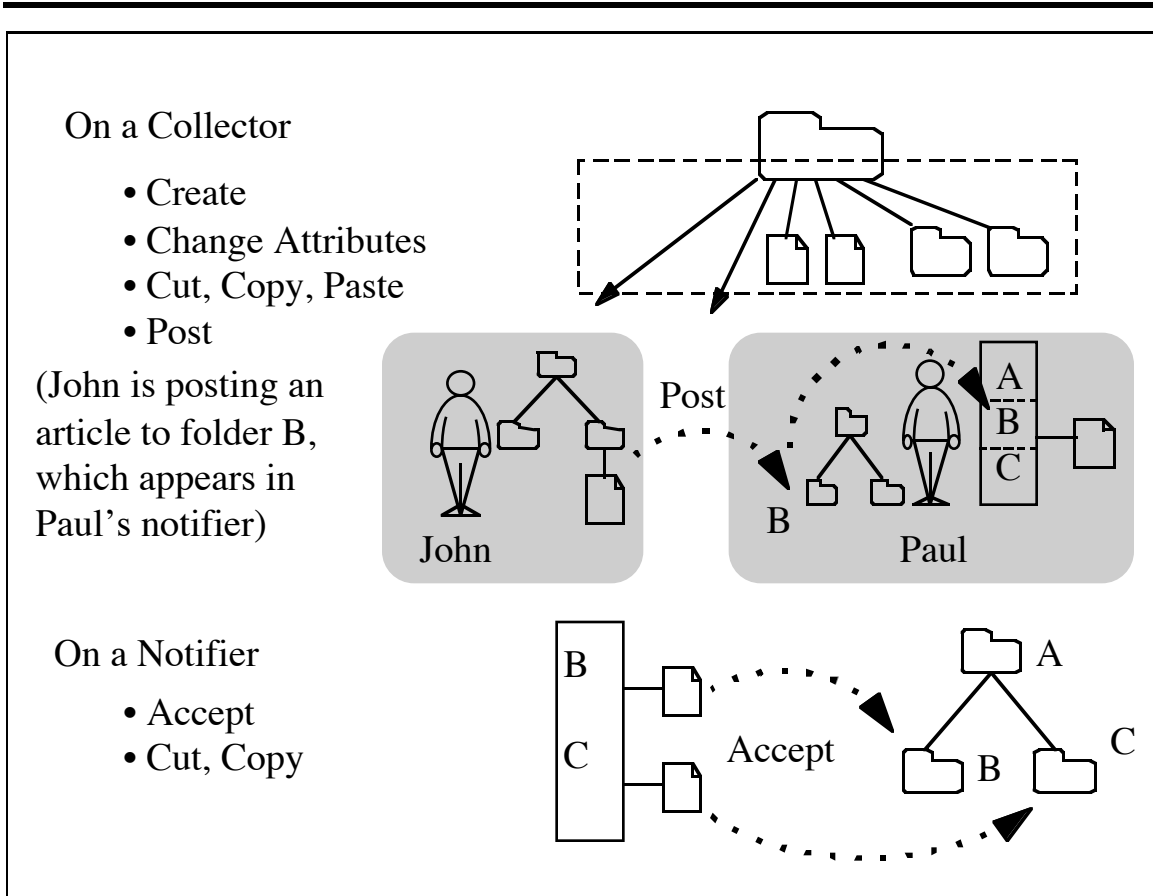 On a Collector
• Create
• Change Attributes
• Cut, Copy, Paste
• Post
(John is posting an
article to folder B,
which appears in
Paul’s notifier)
Post
A
B
C
B
John
Paul
On a Notifier
• Accept
• Cut, Copy
B
C
Accept
A
B
C